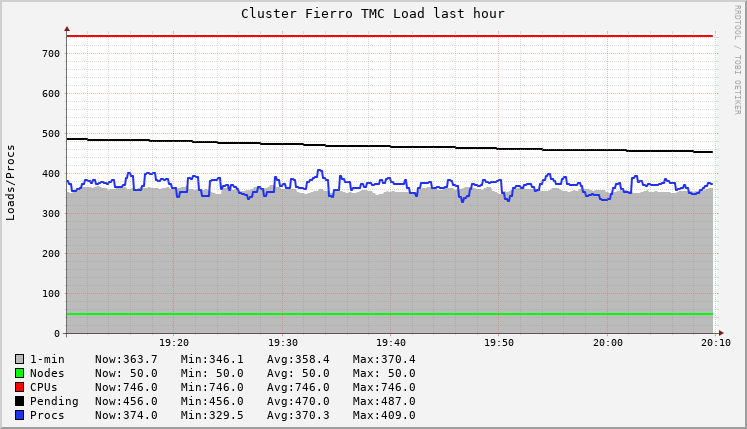 Cluster Fierro TMC Load last hour
RRDTOOL / TOBI OETIKER
Loads/Procs
700
600
500
400
300
200
100
0
19:20 19:30 19:40 19:50 20:00 20:10
1-min Now:363.7 Min:346.1 Avg:358.4 Max:370.4
Nodes Now: 50.0 Min: 50.0 Avg: 50.0 Max: 50.0
CPUs Now:746.0 Min:746.0 Avg:746.0 Max:746.0
Pending Now:456.0 Min:456.0 Avg:470.0 Max:487.0
Procs Now:374.0 Min:329.5 Avg:370.3 Max:409.0